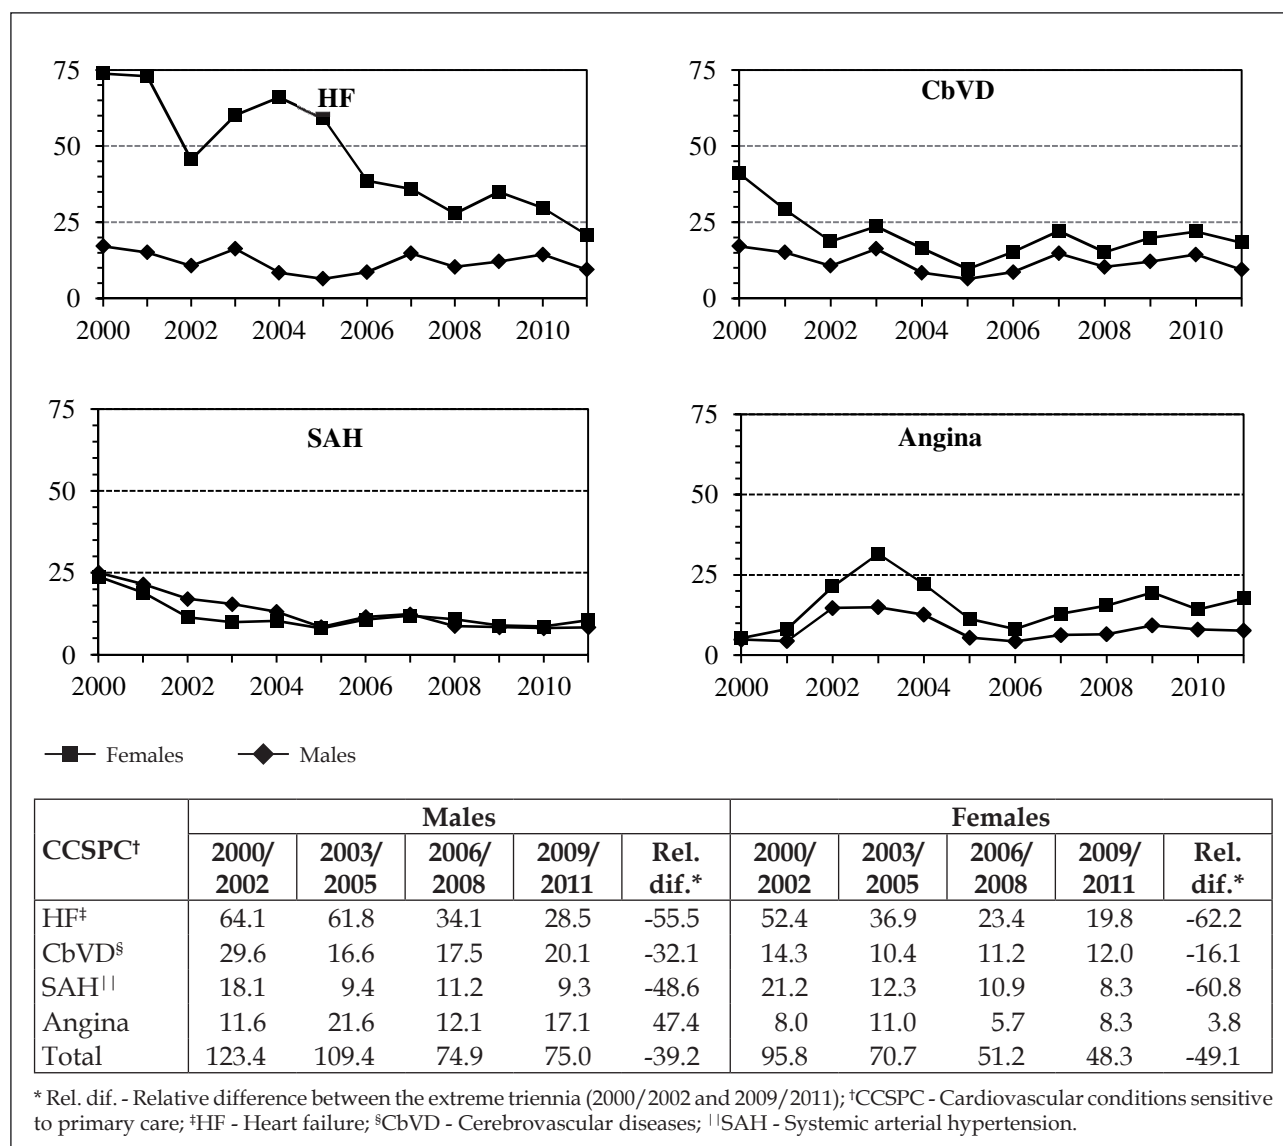 75
50
25
0
HF
2000 2002 2004 2006 2008 2010
75
50
25
0
CbVD
2000 2002 2004 2006 2008 2010
75
50
25
0
SAH
2000 2002 2004 2006 2008 2010
75
50
25
0
Angina
2000 2002 2004 2006 2008 2010
Females Males
CCSPC† Males Females
2000/2002 2003/2005 2006/2008 2009/2011 Rel. dif.* 2000/2002 2003/2005 2006/2008 2009/2011 Rel. dif.*
HF‡ 64.1 61.8 34.1 28.5 -55.5 52.4 36.9 23.4 19.8 -62.2
CbVD§ 29.6 16.6 17.5 20.1 -32.1 14.3 10.4 11.2 12.0 -16.1
SAH|| 18.1 9.4 11.2 9.3 -48.6 21.2 12.3 10.9 8.3 -60.8
Angina 11.6 21.6 12.1 17.1 47.4 8.0 11.0 5.7 8.3 3.8
Total 123.4 109.4 74.9 75.0 -39.2 95.8 70.7 51.2 48.3 -49.1
* Rel. dif. - Relative difference between the extreme triennia (2000/2002 and 2009/2011); †CCSPC - Cardiovascular conditions sensitive
to primary care; ‡HF - Heart failure; §CbVD - Cerebrovascular diseases; ||SAH - Systemic arterial hypertension.